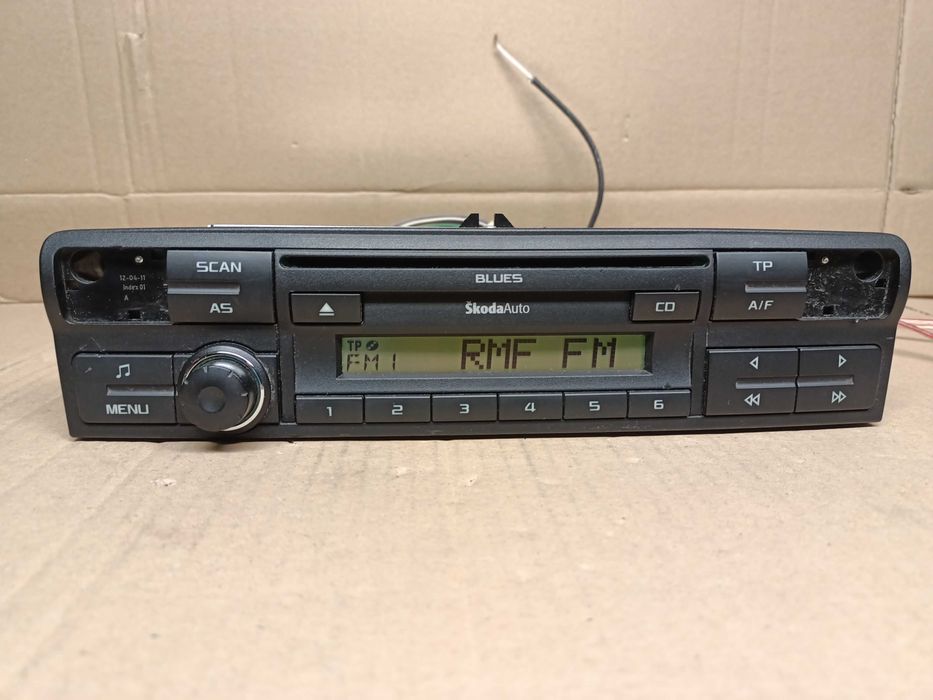 12-04-11
Index 01
A
SCAN
AS
BLUES
ŠkodaAuto
CD
TP
A/F
MENU
TP
FM1 RMF FM
1 2 3 4 5 6